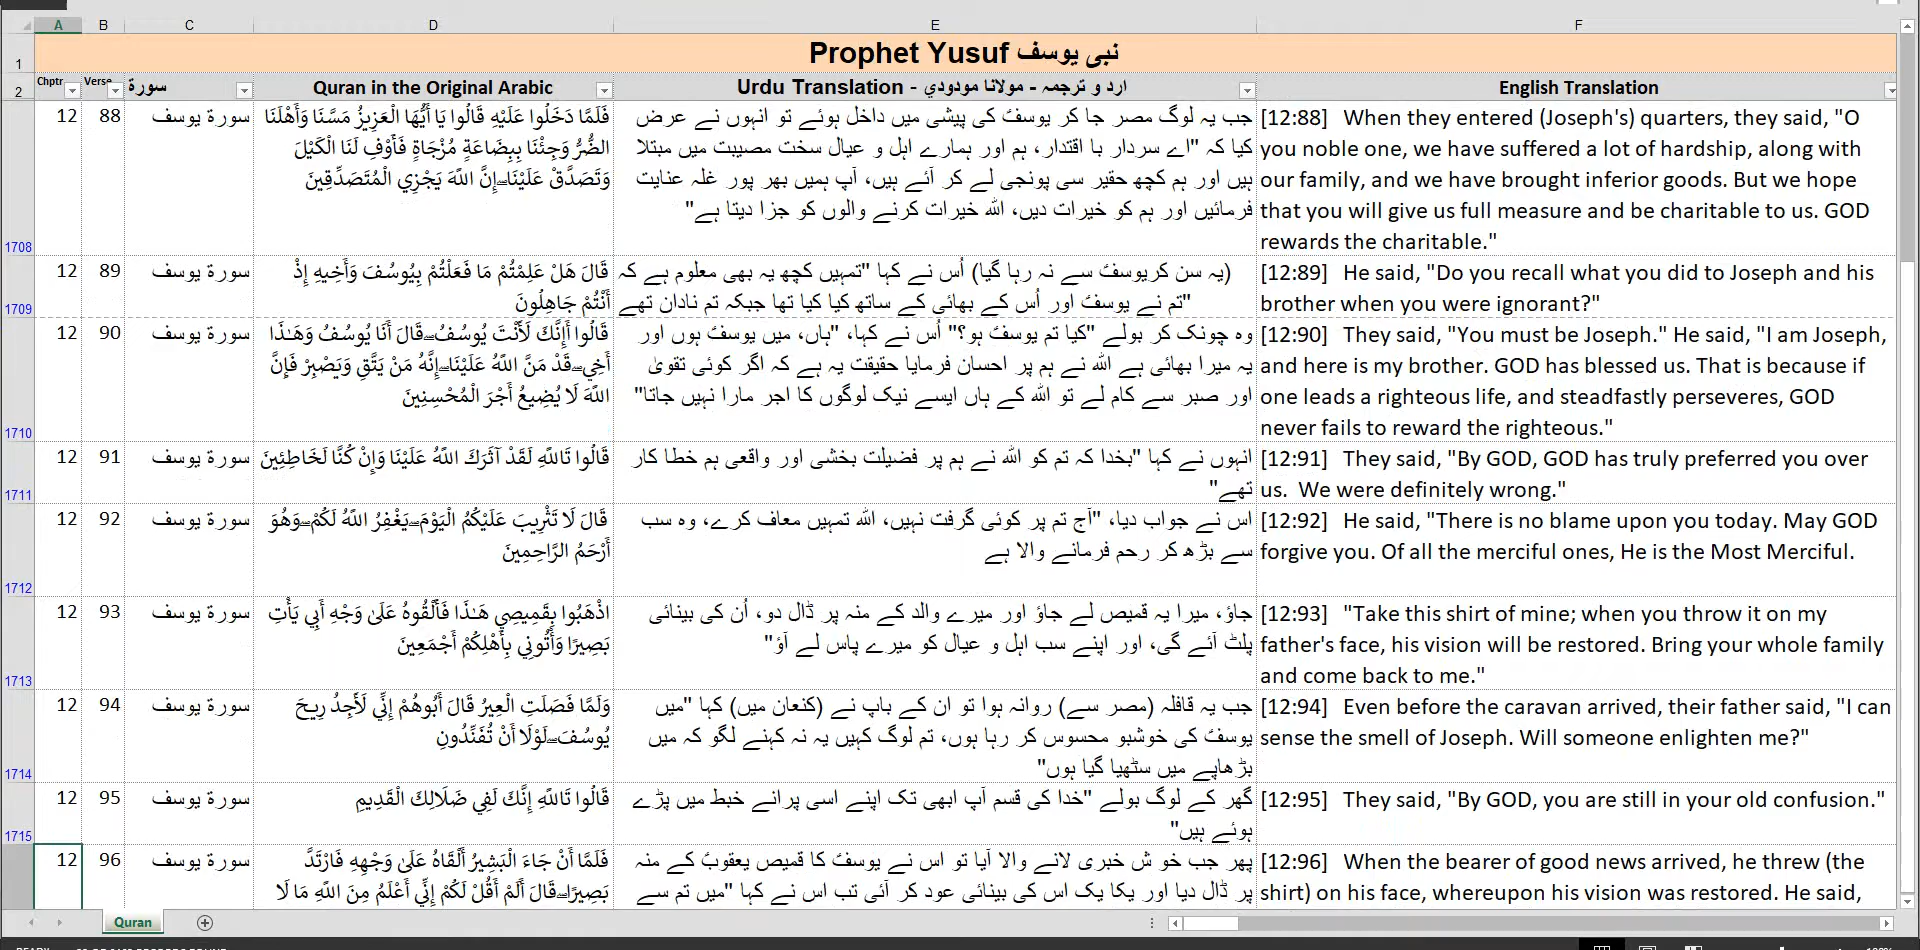 A B C D E F
1 Prophet Yusuf نبی یوسف
2 Chptr Verse سورة Quran in the Original Arabic Urdu Translation - ارد و ترجمہ - مولانا مودودي English Translation
1708 12 88 سورة يوسف
فَلَمَّا دَخَلُوا عَلَيْهِ قَالُوا يَا أَيُّهَا الْعَزِيزُ مَسَّنَا وَأَهْلَنَا
الضُّرُّ وَجِئْنَا بِبِضَاعَةٍ مُزْجَاةٍ فَأَوْفِ لَنَا الْكَيْلَ
وَتَصَدَّقْ عَلَيْنَا ۖ إِنَّ اللَّهَ يَجْزِي الْمُتَصَدِّقِينَ
جب یہ لوگ مصر جا کر یوسفؑ کی پیشی میں داخل ہوئے تو انہوں نے عرض
کیا کہ "اے سردار با اقتدار، ہم اور ہمارے اہل و عیال سخت مصیبت میں مبتلا
ہیں اور ہم کچھ حقیر سی پونجی لے کر آئے ہیں، آپ ہمیں بھر پور غلہ عنایت
فرمائیں اور ہم کو خیرات دیں، اللہ خیرات کرنے والوں کو جزا دیتا ہے"
[12:88] When they entered (Joseph's) quarters, they said, "O
you noble one, we have suffered a lot of hardship, along with
our family, and we have brought inferior goods. But we hope
that you will give us full measure and be charitable to us. GOD
rewards the charitable."
1709 12 89 سورة يوسف
قَالَ هَلْ عَلِمْتُمْ مَا فَعَلْتُمْ بِيُوسُفَ وَأَخِيهِ إِذْ
أَنْتُمْ جَاهِلُونَ
(یہ سن کریوسفؑ سے نہ رہا گیا) اُس نے کہا "تمہیں کچھ یہ بھی معلوم ہے کہ
تم نے یوسفؑ اور اُس کے بھائی کے ساتھ کیا کیا تھا جبکہ تم نادان تھے"
[12:89] He said, "Do you recall what you did to Joseph and his
brother when you were ignorant?"
1710 12 90 سورة يوسف
قَالُوا أَإِنَّكَ لَأَنْتَ يُوسُفُ ۖ قَالَ أَنَا يُوسُفُ وَهَٰذَا
أَخِي ۖ قَدْ مَنَّ اللَّهُ عَلَيْنَا ۖ إِنَّهُ مَنْ يَتَّقِ وَيَصْبِرْ فَإِنَّ
اللَّهَ لَا يُضِيعُ أَجْرَ الْمُحْسِنِينَ
وہ چونک کر بولے "کیا تم یوسفؑ ہو؟" اُس نے کہا، "ہاں، میں یوسفؑ ہوں اور
یہ میرا بھائی ہے اللہ نے ہم پر احسان فرمایا حقیقت یہ ہے کہ اگر کوئی تقویٰ
اور صبر سے کام لے تو اللہ کے ہاں ایسے نیک لوگوں کا اجر مارا نہیں جاتا"
[12:90] They said, "You must be Joseph." He said, "I am Joseph,
and here is my brother. GOD has blessed us. That is because if
one leads a righteous life, and steadfastly perseveres, GOD
never fails to reward the righteous."
1711 12 91 سورة يوسف
قَالُوا تَاللَّهِ لَقَدْ آثَرَكَ اللَّهُ عَلَيْنَا وَإِنْ كُنَّا لَخَاطِئِينَ
انہوں نے کہا "بخدا کہ تم کو اللہ نے ہم پر فضیلت بخشی اور واقعی ہم خطا کار
تھے"
[12:91] They said, "By GOD, GOD has truly preferred you over
us. We were definitely wrong."
1712 12 92 سورة يوسف
قَالَ لَا تَثْرِيبَ عَلَيْكُمُ الْيَوْمَ ۖ يَغْفِرُ اللَّهُ لَكُمْ ۖ وَهُوَ
أَرْحَمُ الرَّاحِمِينَ
اس نے جواب دیا، "آج تم پر کوئی گرفت نہیں، اللہ تمہیں معاف کرے، وہ سب
سے بڑھ کر رحم فرمانے والا ہے
[12:92] He said, "There is no blame upon you today. May GOD
forgive you. Of all the merciful ones, He is the Most Merciful.
1713 12 93 سورة يوسف
اذْهَبُوا بِقَمِيصِي هَٰذَا فَأَلْقُوهُ عَلَىٰ وَجْهِ أَبِي يَأْتِ
بَصِيرًا وَأْتُونِي بِأَهْلِكُمْ أَجْمَعِينَ
جاؤ، میرا یہ قمیص لے جاؤ اور میرے والد کے منہ پر ڈال دو، اُن کی بینائی
پلٹ آئے گی، اور اپنے سب اہل و عیال کو میرے پاس لے آؤ"
[12:93] "Take this shirt of mine; when you throw it on my
father's face, his vision will be restored. Bring your whole family
and come back to me."
1714 12 94 سورة يوسف
وَلَمَّا فَصَلَتِ الْعِيرُ قَالَ أَبُوهُمْ إِنِّي لَأَجِدُ رِيحَ
يُوسُفَ ۖ لَوْلَا أَنْ تُفَنِّدُونِ
جب یہ قافلہ (مصر سے) روانہ ہوا تو ان کے باپ نے (کنعان میں) کہا "میں
یوسفؑ کی خوشبو محسوس کر رہا ہوں، تم لوگ کہیں یہ نہ کہنے لگو کہ میں
بڑھاپے میں سٹھیا گیا ہوں"
[12:94] Even before the caravan arrived, their father said, "I can
sense the smell of Joseph. Will someone enlighten me?"
1715 12 95 سورة يوسف
قَالُوا تَاللَّهِ إِنَّكَ لَفِي ضَلَالِكَ الْقَدِيمِ
گھر کے لوگ بولے "خدا کی قسم آپ ابھی تک اپنے اسی پرانے خبط میں پڑے
ہوئے ہیں"
[12:95] They said, "By GOD, you are still in your old confusion."
12 96 سورة يوسف
فَلَمَّا أَنْ جَاءَ الْبَشِيرُ أَلْقَاهُ عَلَىٰ وَجْهِهِ فَارْتَدَّ
بَصِيرًا ۖ قَالَ أَلَمْ أَقُلْ لَكُمْ إِنِّي أَعْلَمُ مِنَ اللَّهِ مَا لَا
پھر جب خو ش خبری لانے والا آیا تو اس نے یوسفؑ کا قمیص یعقوبؑ کے منہ
پر ڈال دیا اور یکا یک اس کی بینائی عود کر آئی تب اس نے کہا "میں تم سے
[12:96] When the bearer of good news arrived, he threw (the
shirt) on his face, whereupon his vision was restored. He said,
Quran